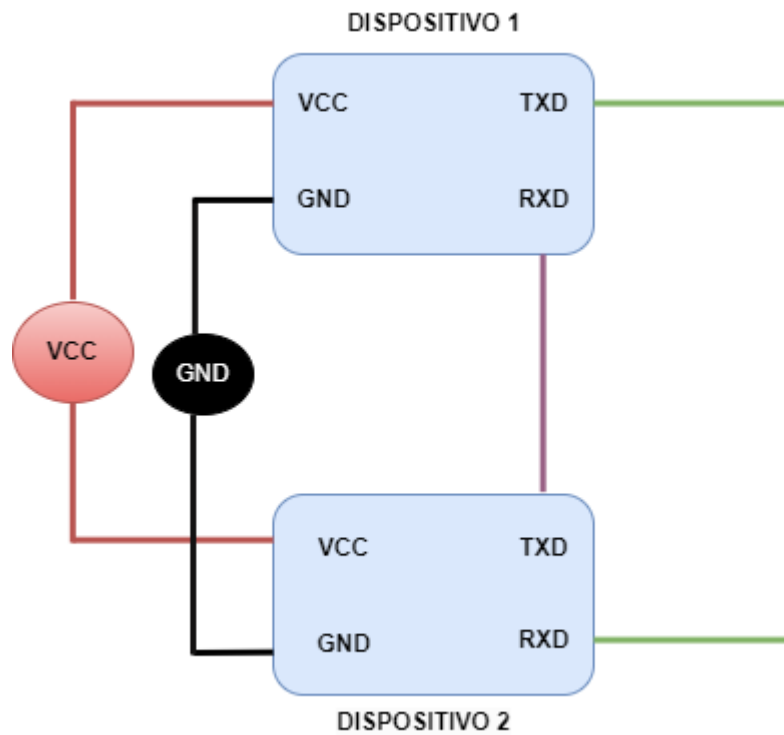 DISPOSITIVO 1
VCC TXD
GND RXD
VCC
GND
VCC TXD
GND RXD
DISPOSITIVO 2